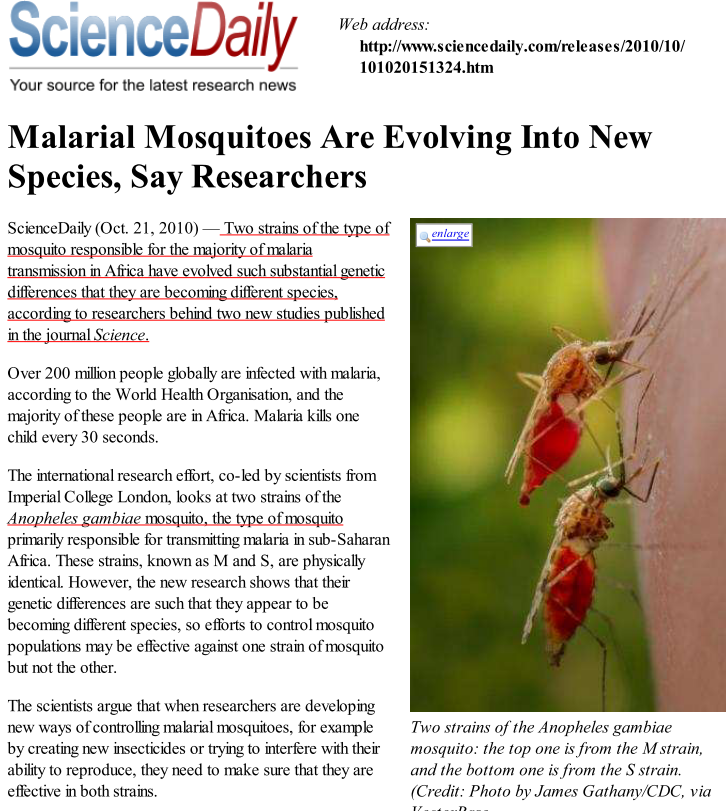 ScienceDaily
Your source for the latest research news
Web address:
http://www.sciencedaily.com/releases/2010/10/
101020151324.htm
Malarial Mosquitoes Are Evolving Into New
Species, Say Researchers
ScienceDaily (Oct. 21, 2010) — Two strains of the type of
mosquito responsible for the majority of malaria
transmission in Africa have evolved such substantial genetic
differences that they are becoming different species,
according to researchers behind two new studies published
in the journal Science.
Over 200 million people globally are infected with malaria,
according to the World Health Organisation, and the
majority of these people are in Africa. Malaria kills one
child every 30 seconds.
The international research effort, co-led by scientists from
Imperial College London, looks at two strains of the
Anopheles gambiae mosquito, the type of mosquito
primarily responsible for transmitting malaria in sub-Saharan
Africa. These strains, known as M and S, are physically
identical. However, the new research shows that their
genetic differences are such that they appear to be
becoming different species, so efforts to control mosquito
populations may be effective against one strain of mosquito
but not the other.
The scientists argue that when researchers are developing
new ways of controlling malarial mosquitoes, for example
by creating new insecticides or trying to interfere with their
ability to reproduce, they need to make sure that they are
effective in both strains.
enlarge
Two strains of the Anopheles gambiae
mosquito: the top one is from the M strain,
and the bottom one is from the S strain.
(Credit: Photo by James Gathany/CDC, via